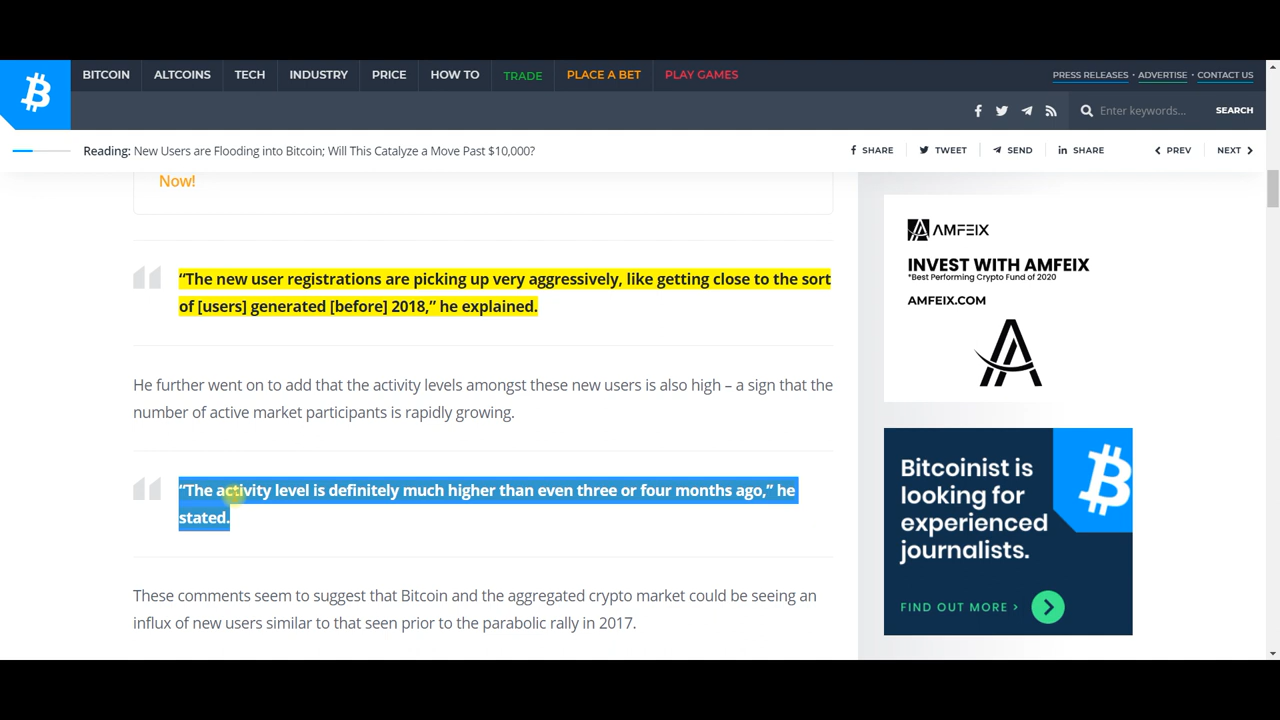 BITCOIN ALTCOINS TECH INDUSTRY PRICE HOW TO TRADE PLACE A BET PLAY GAMES PRESS RELEASES • ADVERTISE • CONTACT US
Enter keywords... SEARCH
Reading: New Users are Flooding into Bitcoin; Will This Catalyze a Move Past $10,000? SHARE TWEET SEND SHARE PREV NEXT
Now!
“The new user registrations are picking up very aggressively, like getting close to the sort
of [users] generated [before] 2018,” he explained.
He further went on to add that the activity levels amongst these new users is also high – a sign that the
number of active market participants is rapidly growing.
“The activity level is definitely much higher than even three or four months ago,” he
stated.
These comments seem to suggest that Bitcoin and the aggregated crypto market could be seeing an
influx of new users similar to that seen prior to the parabolic rally in 2017.
AMFEIX
INVEST WITH AMFEIX
*Best Performing Crypto Fund of 2020
AMFEIX.COM
Bitcoinist is
looking for
experienced
journalists.
FIND OUT MORE >